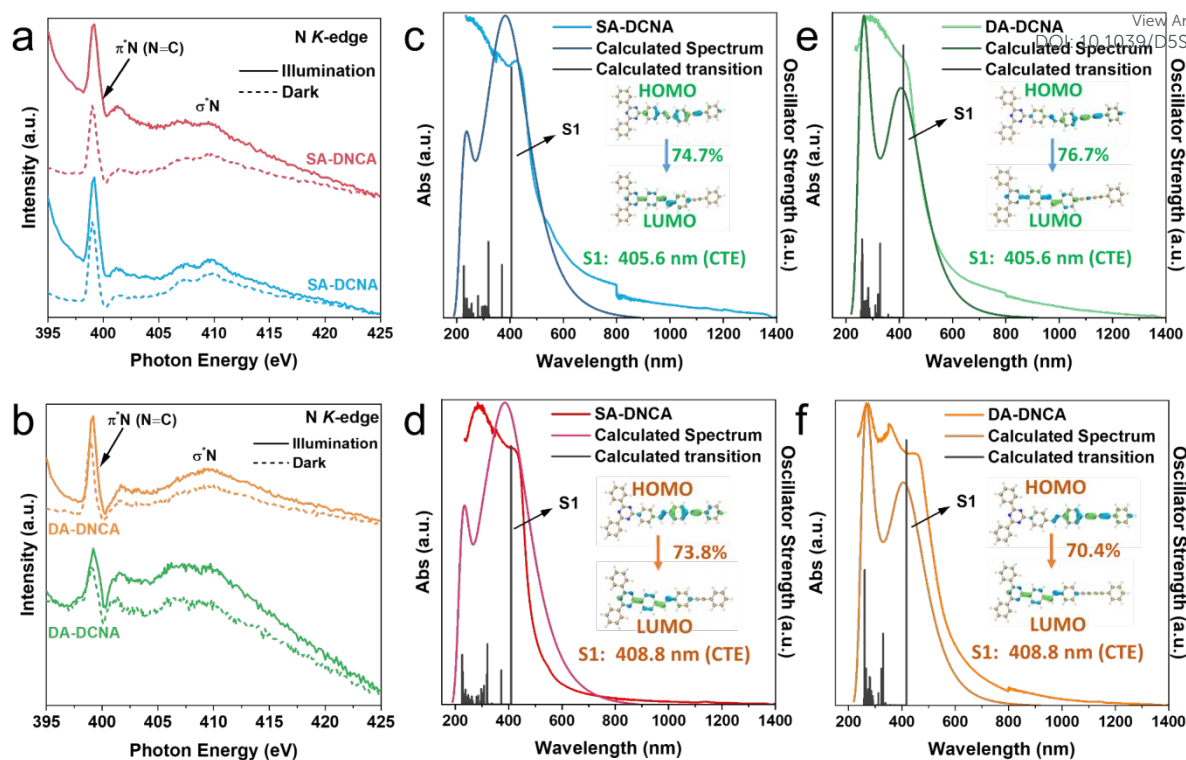 a
N K-edge
π*N (N=C)
Illumination
Dark
σ*N
SA-DNCA
SA-DCNA
Intensity (a.u.)
395 400 405 410 415 420 425
Photon Energy (eV)
b
N K-edge
π*N (N=C)
Illumination
Dark
σ*N
DA-DNCA
DA-DCNA
Intensity (a.u.)
395 400 405 410 415 420 425
Photon Energy (eV)
c
SA-DCNA
Calculated Spectrum
Calculated transition
HOMO
S1
74.7%
LUMO
S1: 405.6 nm (CTE)
Abs (a.u.)
Oscillator Strength (a.u.)
200 400 600 800 1000 1200 1400
Wavelength (nm)
d
SA-DNCA
Calculated Spectrum
Calculated transition
HOMO
S1
73.8%
LUMO
S1: 408.8 nm (CTE)
Abs (a.u.)
Oscillator Strength (a.u.)
200 400 600 800 1000 1200 1400
Wavelength (nm)
e
View Ar
DOI: 10.1039/D5S
DA-DCNA
Calculated Spectrum
Calculated transition
HOMO
S1
76.7%
LUMO
S1: 405.6 nm (CTE)
Abs (a.u.)
Oscillator Strength (a.u.)
200 400 600 800 1000 1200 1400
Wavelength (nm)
f
DA-DNCA
Calculated Spectrum
Calculated transition
HOMO
S1
70.4%
LUMO
S1: 408.8 nm (CTE)
Abs (a.u.)
Oscillator Strength (a.u.)
200 400 600 800 1000 1200 1400
Wavelength (nm)